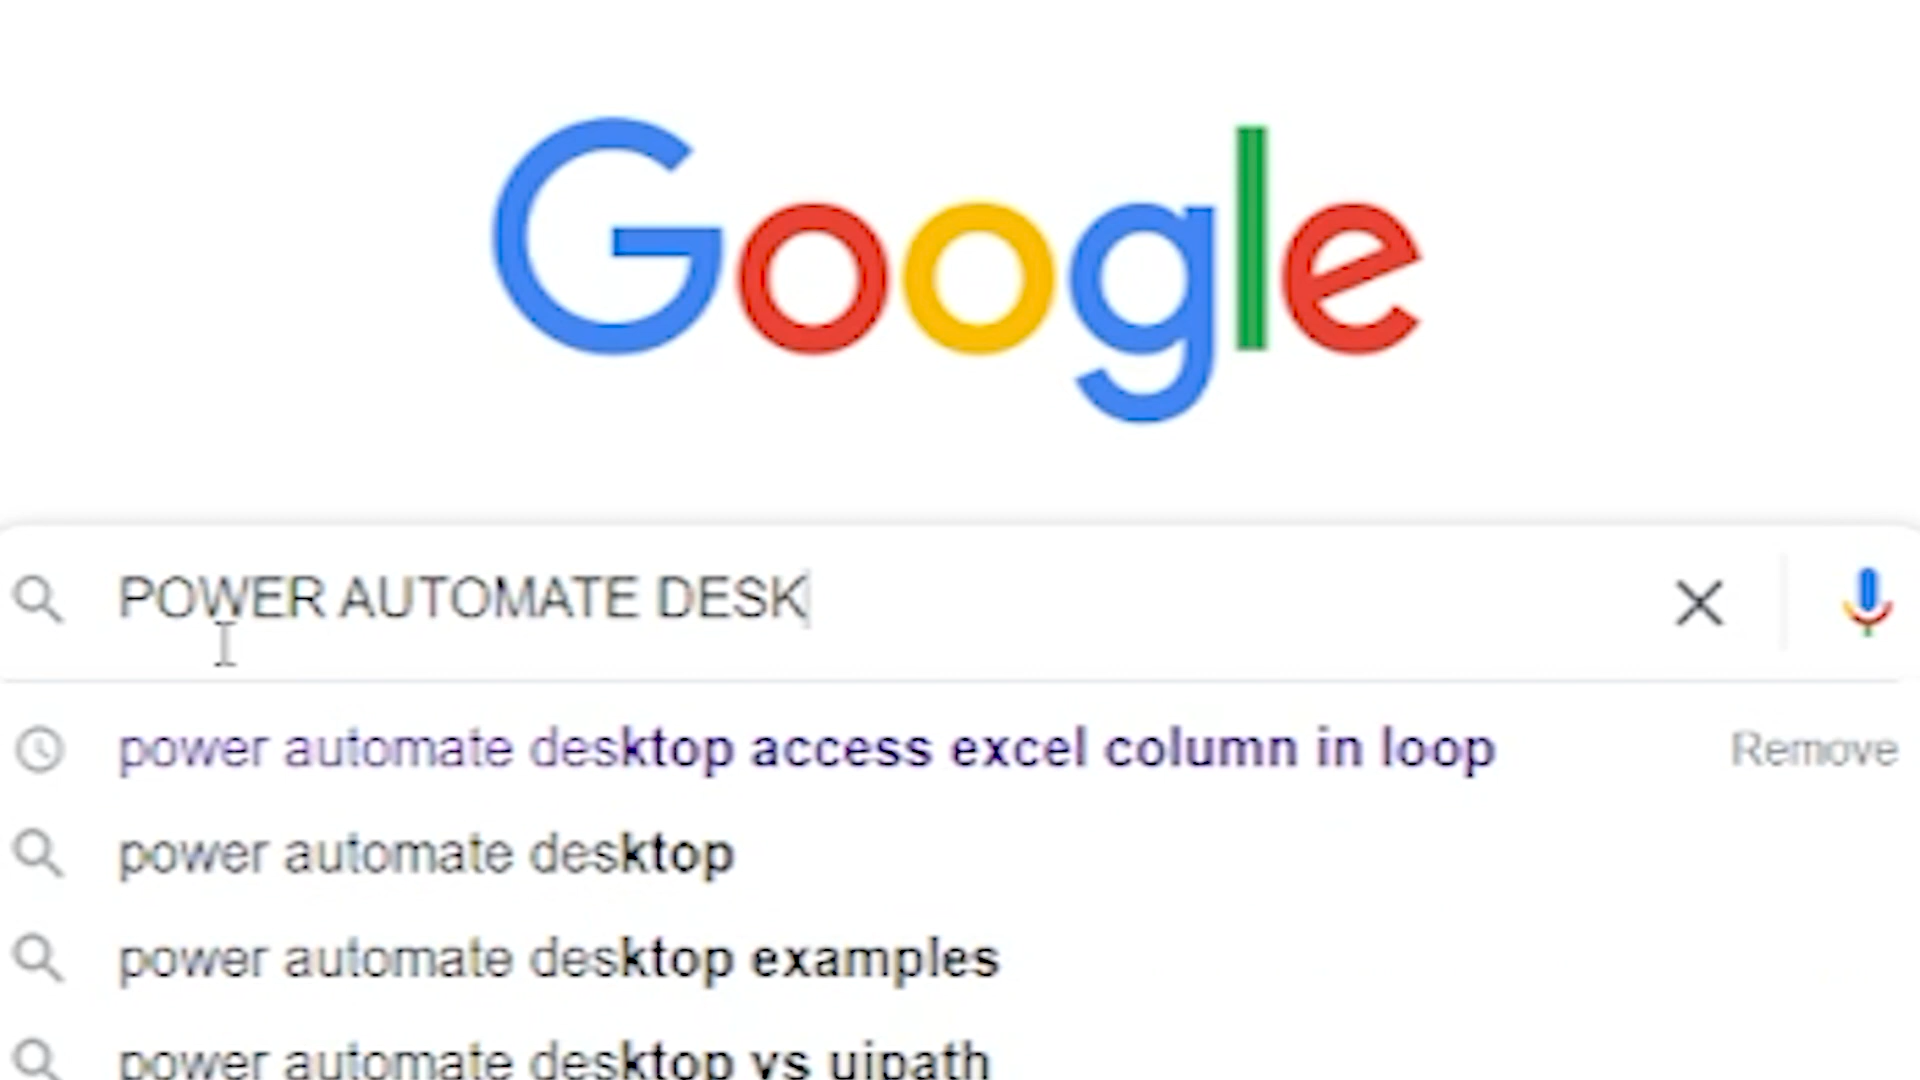 Google
POWER AUTOMATE DESK
power automate desktop access excel column in loop Remove
power automate desktop
power automate desktop examples
power automate desktop vs uipath